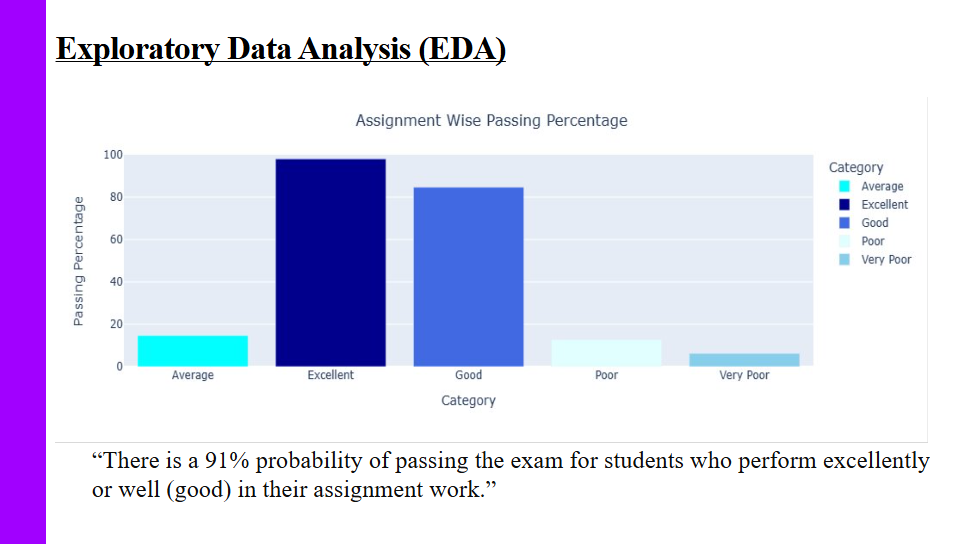 Exploratory Data Analysis (EDA)
Assignment Wise Passing Percentage
Passing Percentage
100
80
60
40
20
0
Average
Excellent
Good
Poor
Very Poor
Category
Category
Average
Excellent
Good
Poor
Very Poor
“There is a 91% probability of passing the exam for students who perform excellently
or well (good) in their assignment work.”